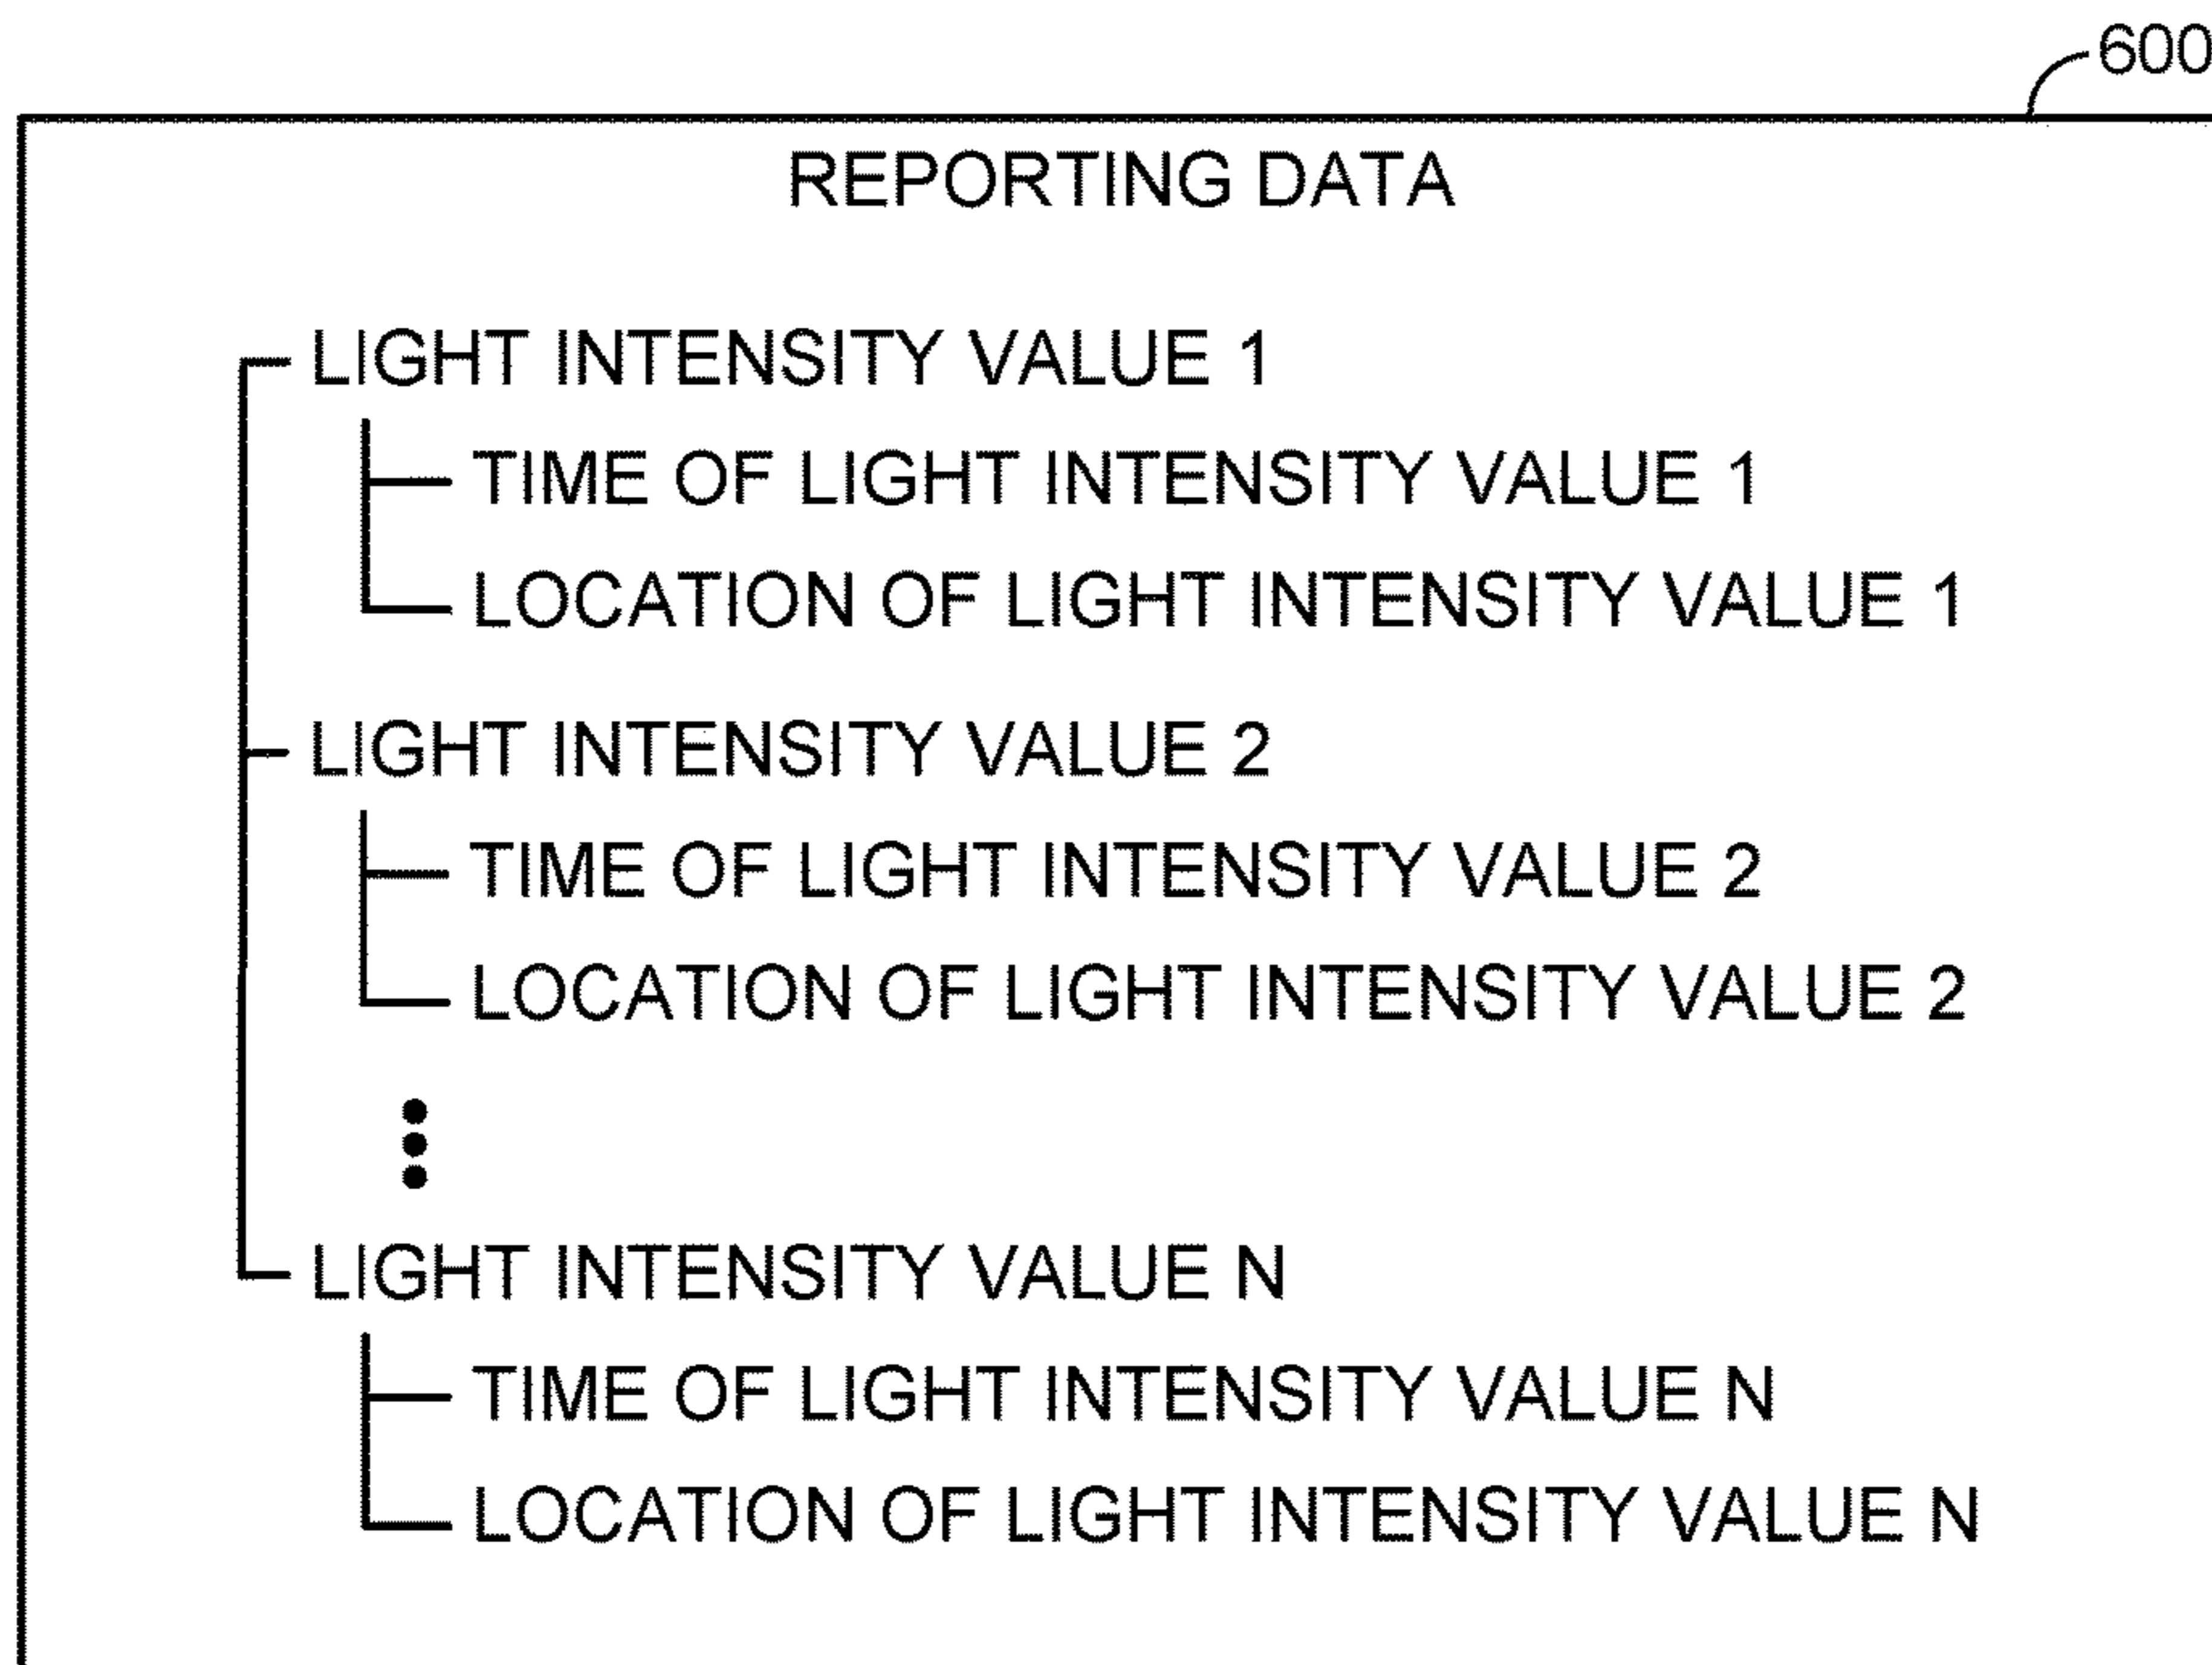 600
REPORTING DATA
LIGHT INTENSITY VALUE 1
TIME OF LIGHT INTENSITY VALUE 1
LOCATION OF LIGHT INTENSITY VALUE 1
LIGHT INTENSITY VALUE 2
TIME OF LIGHT INTENSITY VALUE 2
LOCATION OF LIGHT INTENSITY VALUE 2
LIGHT INTENSITY VALUE N
TIME OF LIGHT INTENSITY VALUE N
LOCATION OF LIGHT INTENSITY VALUE N